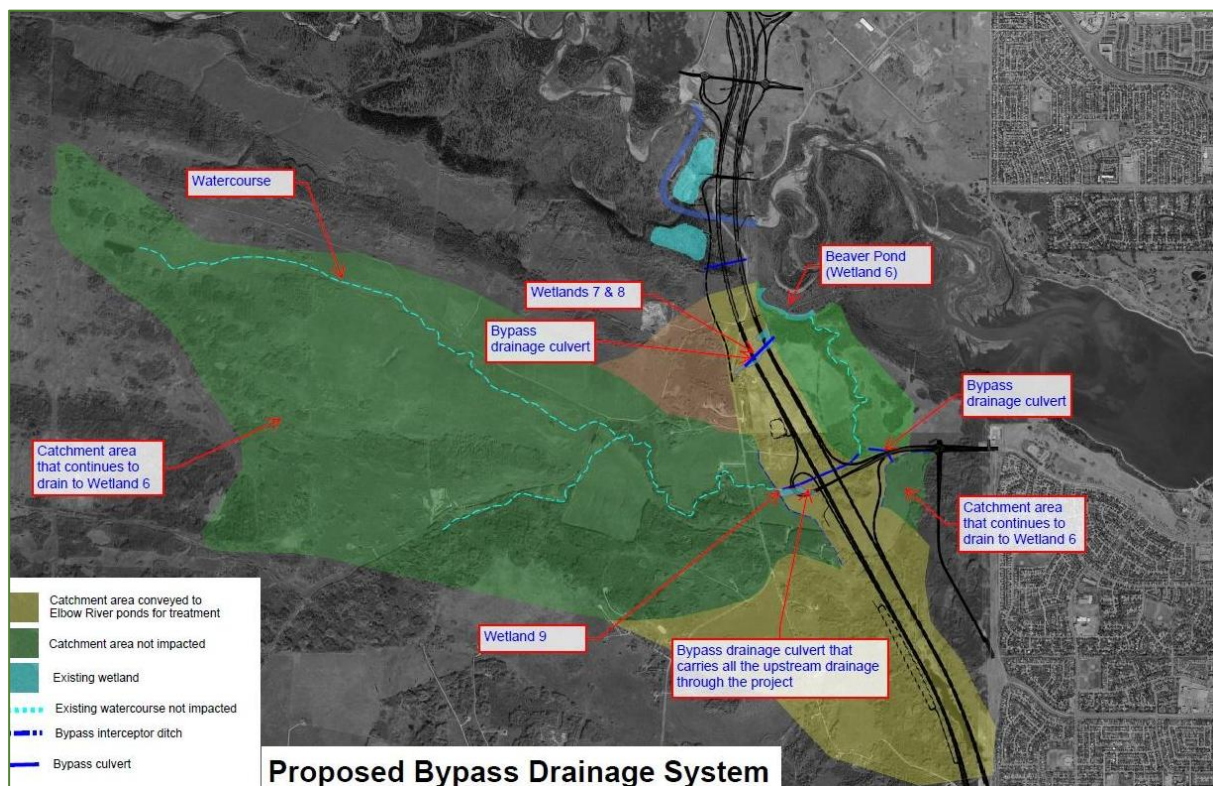 Watercourse
Beaver Pond
(Wetland 6)
Wetlands 7 & 8
Bypass
drainage culvert
Bypass
drainage culvert
Catchment area
that continues to
drain to Wetland 6
Catchment area
that continues to
drain to Wetland 6
Wetland 9
Bypass drainage culvert that
carries all the upstream drainage
through the project
Catchment area conveyed to
Elbow River ponds for treatment
Catchment area not impacted
Existing wetland
Existing watercourse not impacted
Bypass interceptor ditch
Bypass culvert
Proposed Bypass Drainage System